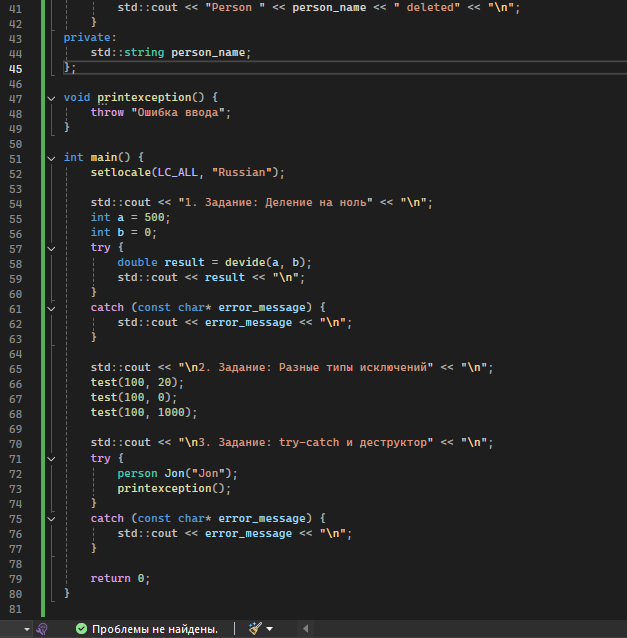 41 std::cout << "Person " << person_name << " deleted" << "\n";
42 }
43 private:
44 std::string person_name;
45 };
46
47 void printexception() {
48 throw "Ошибка ввода";
49 }
50
51 int main() {
52 setlocale(LC_ALL, "Russian");
53
54 std::cout << "1. Задание: Деление на ноль" << "\n";
55 int a = 500;
56 int b = 0;
57 try {
58 double result = devide(a, b);
59 std::cout << result << "\n";
60 }
61 catch (const char* error_message) {
62 std::cout << error_message << "\n";
63 }
64
65 std::cout << "\n2. Задание: Разные типы исключений" << "\n";
66 test(100, 20);
67 test(100, 0);
68 test(100, 1000);
69
70 std::cout << "\n3. Задание: try-catch и деструктор" << "\n";
71 try {
72 person Jon("Jon");
73 printexception();
74 }
75 catch (const char* error_message) {
76 std::cout << error_message << "\n";
77 }
78
79 return 0;
80 }
81
Проблемы не найдены.